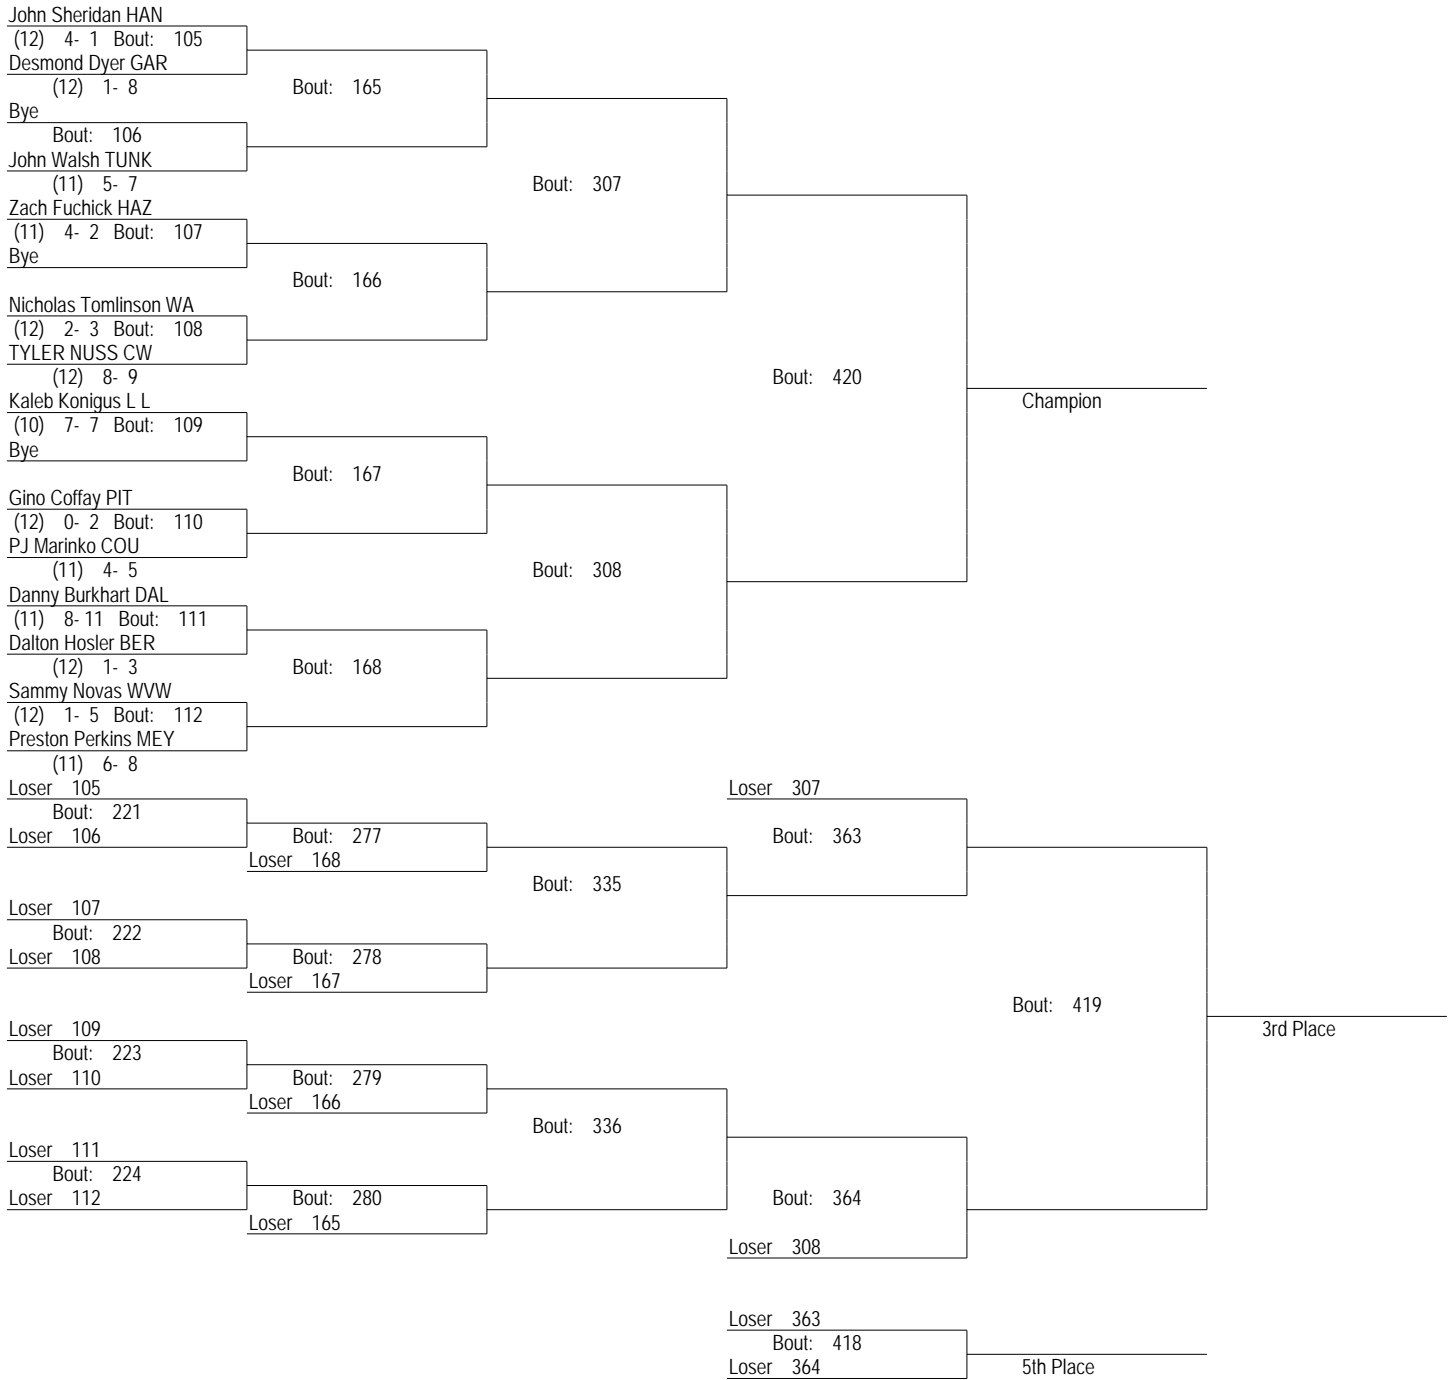 John Sheridan HAN
(12) 4- 1 Bout: 105
Desmond Dyer GAR
(12) 1- 8
Bout: 165
Bye
Bout: 106
John Walsh TUNK
(11) 5- 7
Bout: 307
Zach Fuchick HAZ
(11) 4- 2 Bout: 107
Bye
Bout: 166
Nicholas Tomlinson WA
(12) 2- 3 Bout: 108
TYLER NUSS CW
(12) 8- 9
Bout: 420
Champion
Kaleb Konigus L L
(10) 7- 7 Bout: 109
Bye
Bout: 167
Gino Coffay PIT
(12) 0- 2 Bout: 110
PJ Marinko COU
(11) 4- 5
Bout: 308
Danny Burkhart DAL
(11) 8- 11 Bout: 111
Dalton Hosler BER
(12) 1- 3
Bout: 168
Sammy Novas WVW
(12) 1- 5 Bout: 112
Preston Perkins MEY
(11) 6- 8
Loser 105
Bout: 221
Loser 106
Bout: 277
Loser 168
Bout: 335
Loser 307
Bout: 363
Loser 107
Bout: 222
Loser 108
Bout: 278
Loser 167
Bout: 419
3rd Place
Loser 109
Bout: 223
Loser 110
Bout: 279
Loser 166
Bout: 336
Loser 111
Bout: 224
Loser 112
Bout: 280
Loser 165
Bout: 364
Loser 308
Loser 363
Bout: 418
Loser 364
5th Place